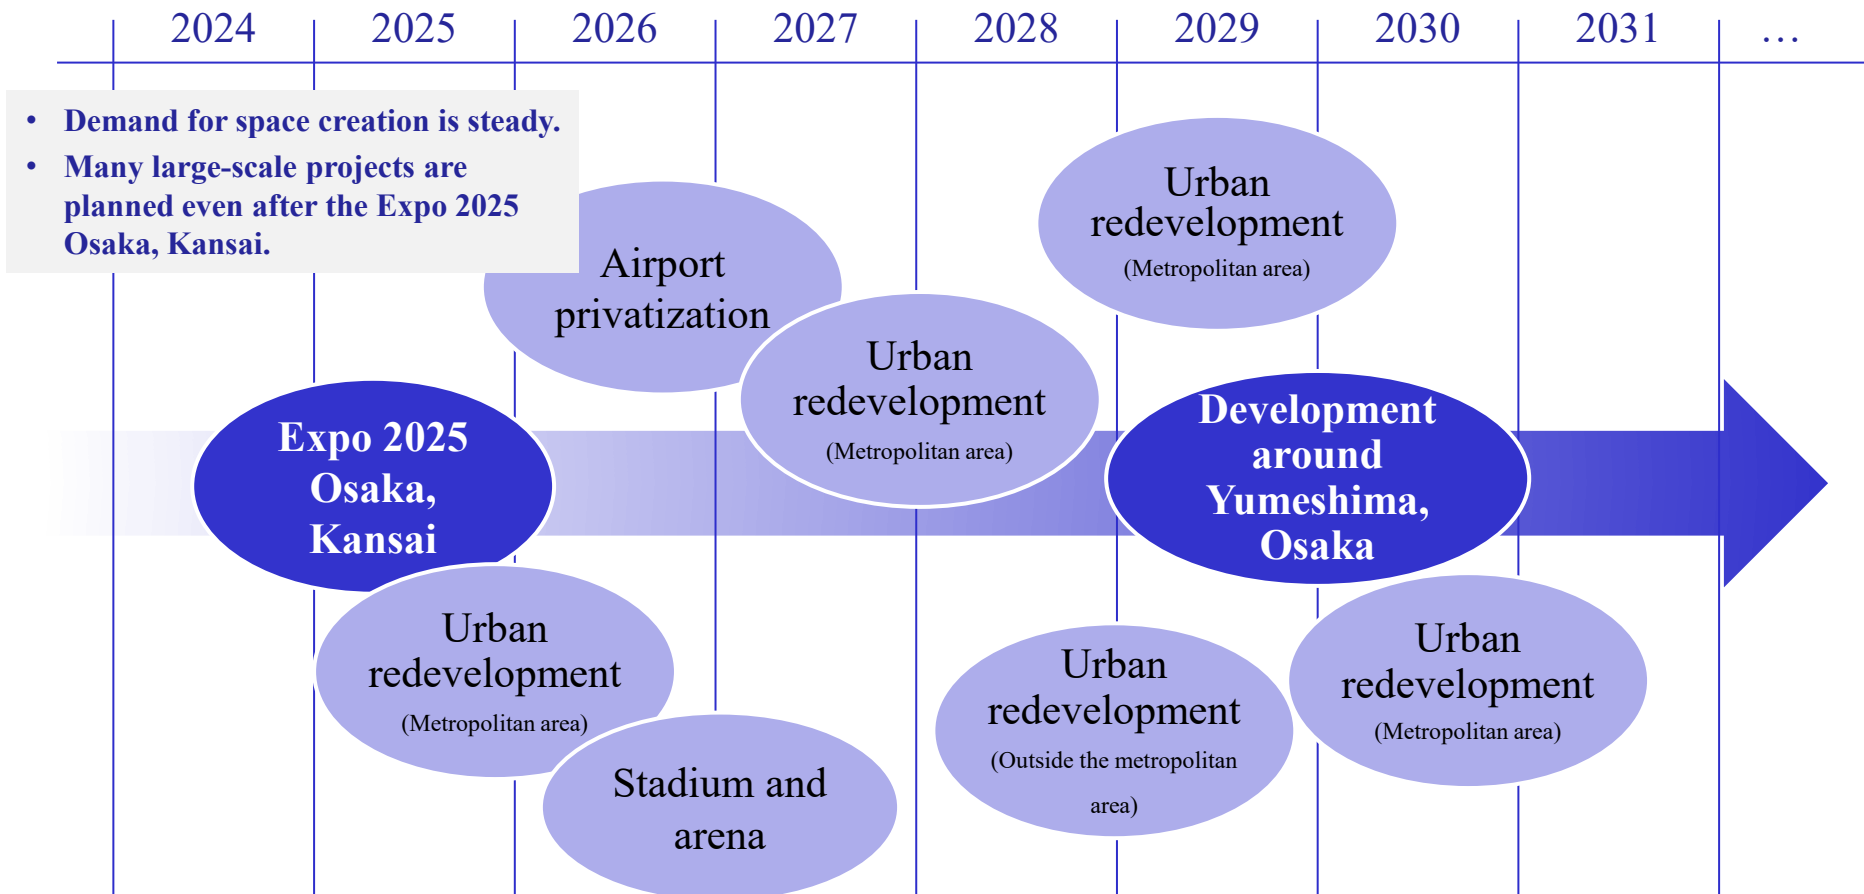 2024 2025 2026 2027 2028 2029 2030 2031 …
• Demand for space creation is steady.
• Many large-scale projects are
planned even after the Expo 2025
Osaka, Kansai.
Airport
privatization
Urban
redevelopment
(Metropolitan area)
Urban
redevelopment
(Metropolitan area)
Expo 2025
Osaka,
Kansai
Development
around
Yumeshima,
Osaka
Urban
redevelopment
(Metropolitan area)
Stadium and
arena
Urban
redevelopment
(Outside the metropolitan
area)
Urban
redevelopment
(Metropolitan area)